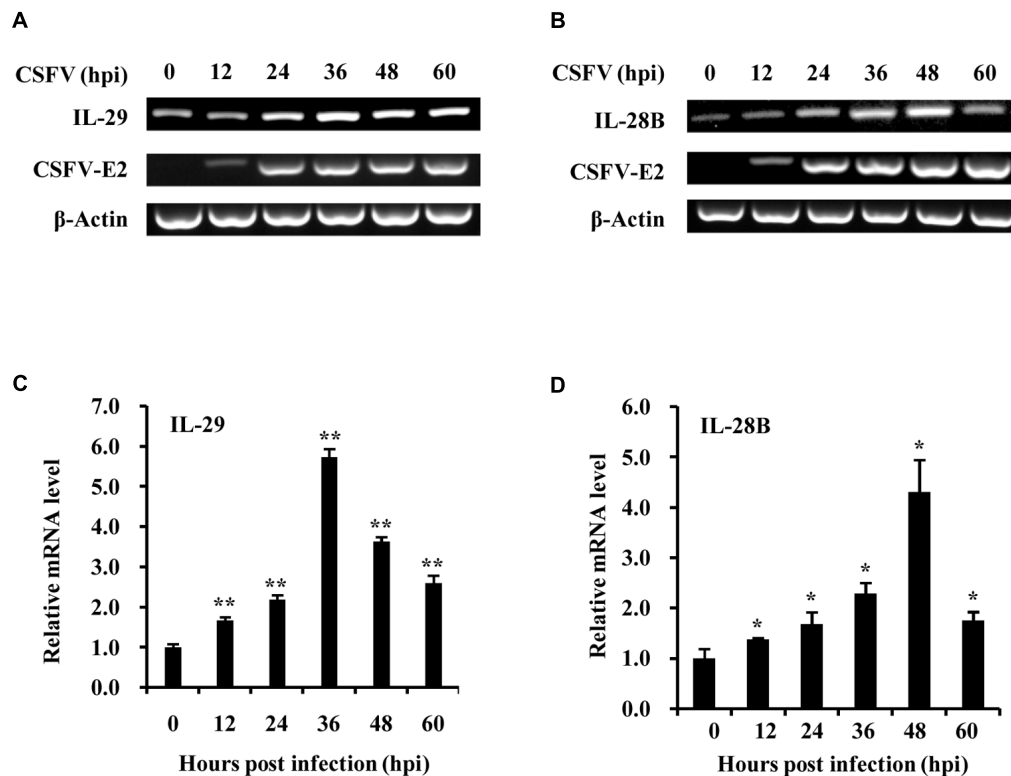 A
CSFV (hpi) 0 12 24 36 48 60
IL-29
CSFV-E2
β-Actin
B
CSFV (hpi) 0 12 24 36 48 60
IL-28B
CSFV-E2
β-Actin
C
IL-29
Relative mRNA level
7.0
6.0
5.0
4.0
3.0
2.0
1.0
0.0
** ** ** ** **
0 12 24 36 48 60
Hours post infection (hpi)
D
IL-28B
Relative mRNA level
6.0
5.0
4.0
3.0
2.0
1.0
0.0
* * * * *
0 12 24 36 48 60
Hours post infection (hpi)